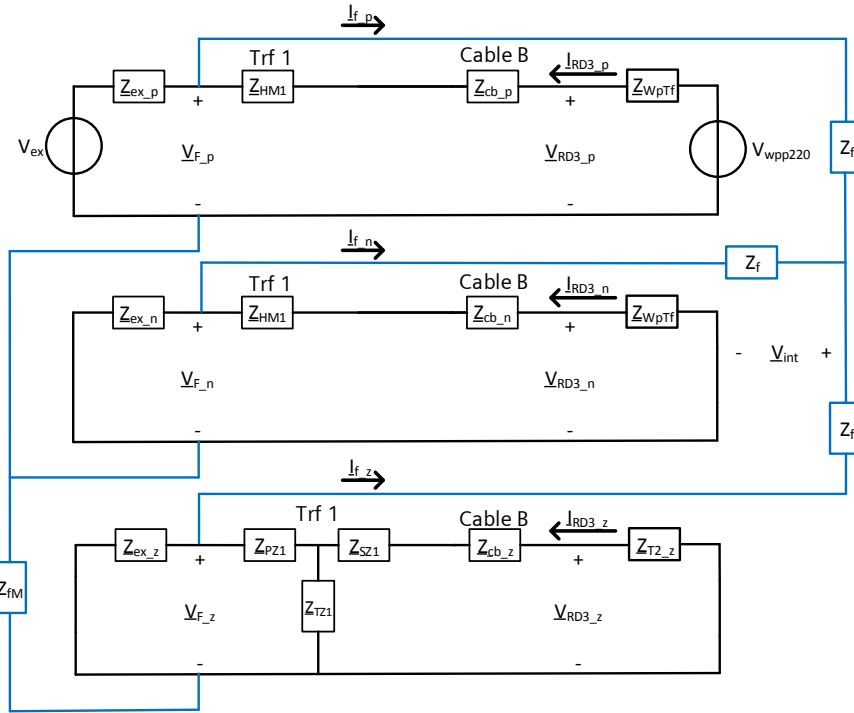 I_f_p
Trf 1
Cable B
I_RD3_p
Z_ex_p
Z_HM1
Z_cb_p
Z_WpTf
+
+
V_ex
V_F_p
V_RD3_p
V_wpp220
Z_f
-
-
I_f_n
Z_f
Trf 1
Cable B
I_RD3_n
Z_ex_n
Z_HM1
Z_cb_n
Z_WpTf
+
+
- V_int +
V_F_n
V_RD3_n
Z_f
-
-
I_f_z
Trf 1
Cable B
I_RD3_z
Z_ex_z
Z_PZ1
Z_SZ1
Z_cb_z
Z_T2_z
+
+
Z_fM
Z_TZ1
V_F_z
V_RD3_z
-
-